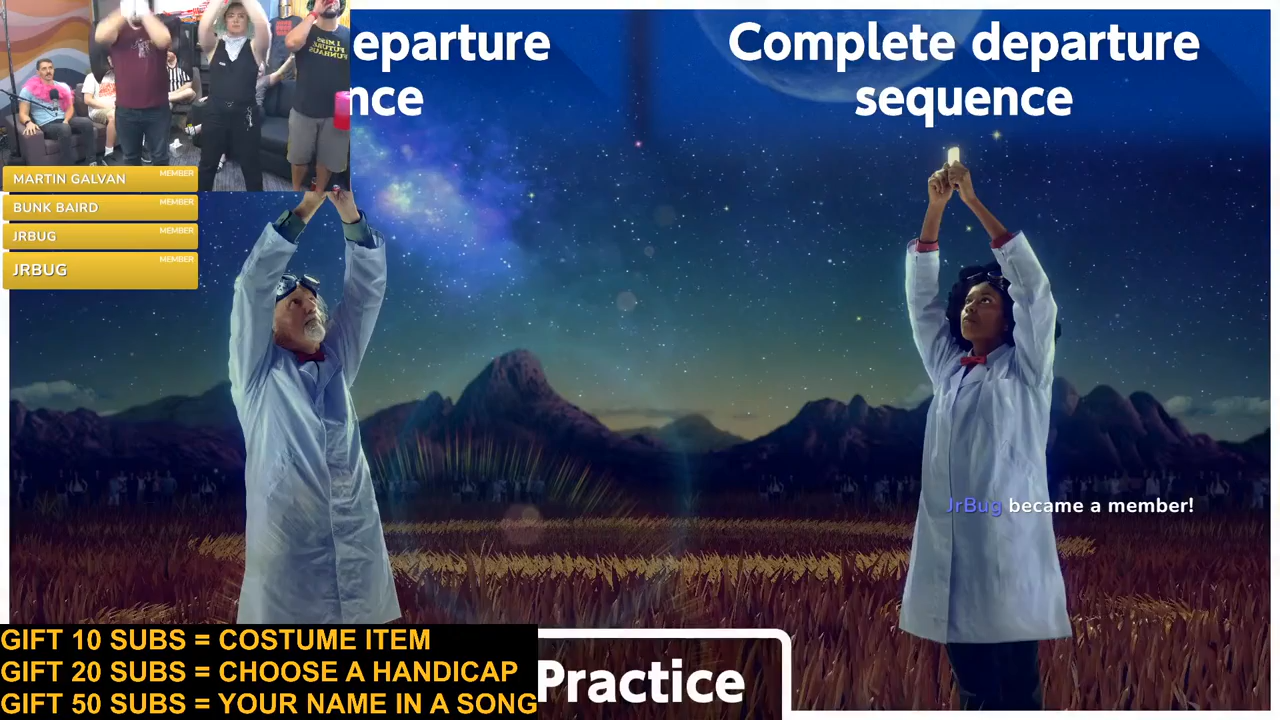 eparture
nce
Complete departure
sequence
MARTIN GALVAN MEMBER
BUNK BAIRD MEMBER
JRBUG MEMBER
JRBUG MEMBER
JrBug became a member!
GIFT 10 SUBS = COSTUME ITEM
GIFT 20 SUBS = CHOOSE A HANDICAP
GIFT 50 SUBS = YOUR NAME IN A SONG
Practice